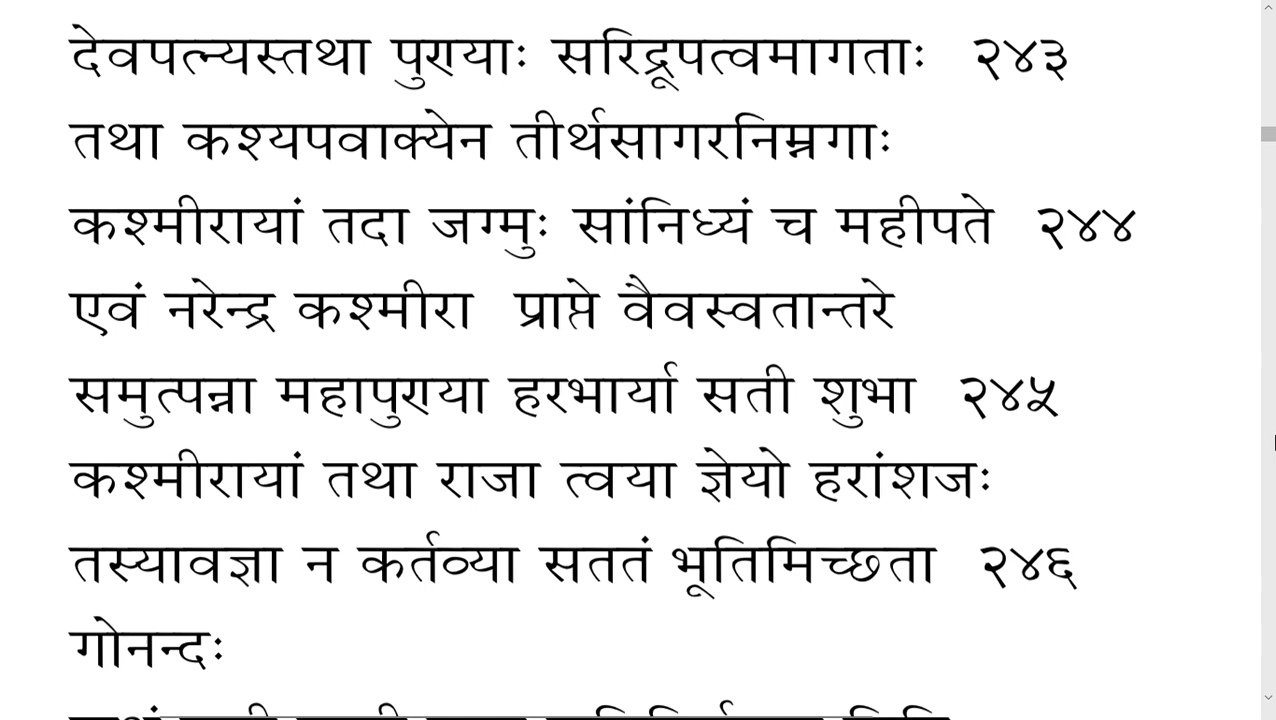 देवपत्न्यस्तथा पुण्याः सरिद्रूपत्वमागताः २४३
तथा कश्यपवाक्येन तीर्थसागरनिम्नगाः
कश्मीरायां तदा जग्मुः सांनिध्यं च महीपते २४४
एवं नरेन्द्र कश्मीरा प्राप्ते वैवस्वतान्तरे
समुत्पन्ना महापुण्या हरभार्या सती शुभा २४५
कश्मीरायां तथा राजा त्वया ज्ञेयो हरांशजः
तस्यावज्ञा न कर्तव्या सततं भूतिमिच्छता २४६
गोनन्दः